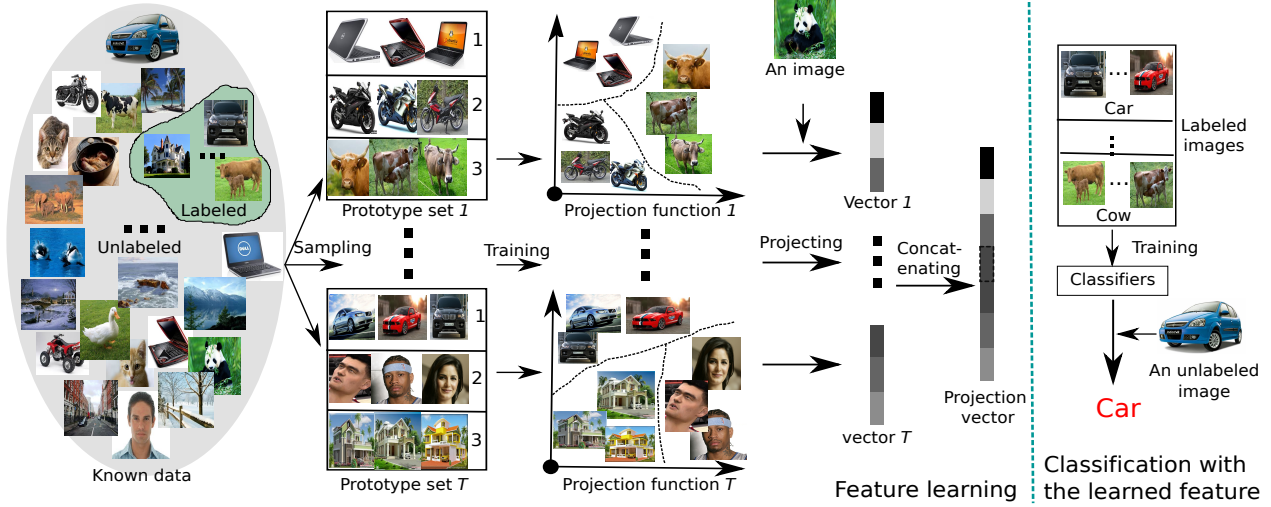 Labeled
Unlabeled
Known data
Sampling
1
2
3
Prototype set 1
Training
Projection function 1
1
2
3
Prototype set T
Projection function T
An image
Projecting
Vector 1
vector T
Concat-
enating
Projection
vector
Feature learning
Car
Cow
Labeled
images
Training
Classifiers
An unlabeled
image
Car
Classification with
the learned feature